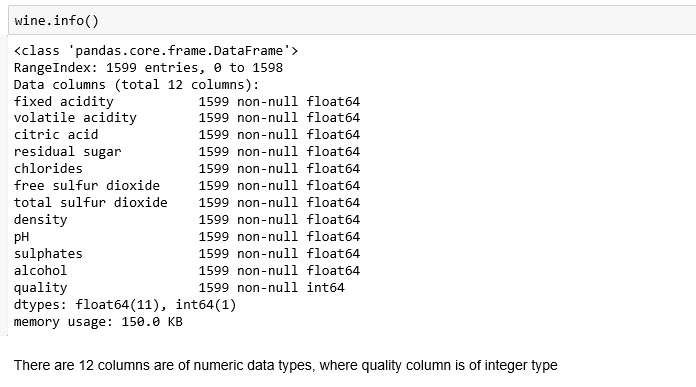 wine.info()
<class 'pandas.core.frame.DataFrame'>
RangeIndex: 1599 entries, 0 to 1598
Data columns (total 12 columns):
fixed acidity           1599 non-null float64
volatile acidity        1599 non-null float64
citric acid             1599 non-null float64
residual sugar          1599 non-null float64
chlorides               1599 non-null float64
free sulfur dioxide     1599 non-null float64
total sulfur dioxide    1599 non-null float64
density                 1599 non-null float64
pH                      1599 non-null float64
sulphates               1599 non-null float64
alcohol                 1599 non-null float64
quality                 1599 non-null int64
dtypes: float64(11), int64(1)
memory usage: 150.0 KB
There are 12 columns are of numeric data types, where quality column is of integer type